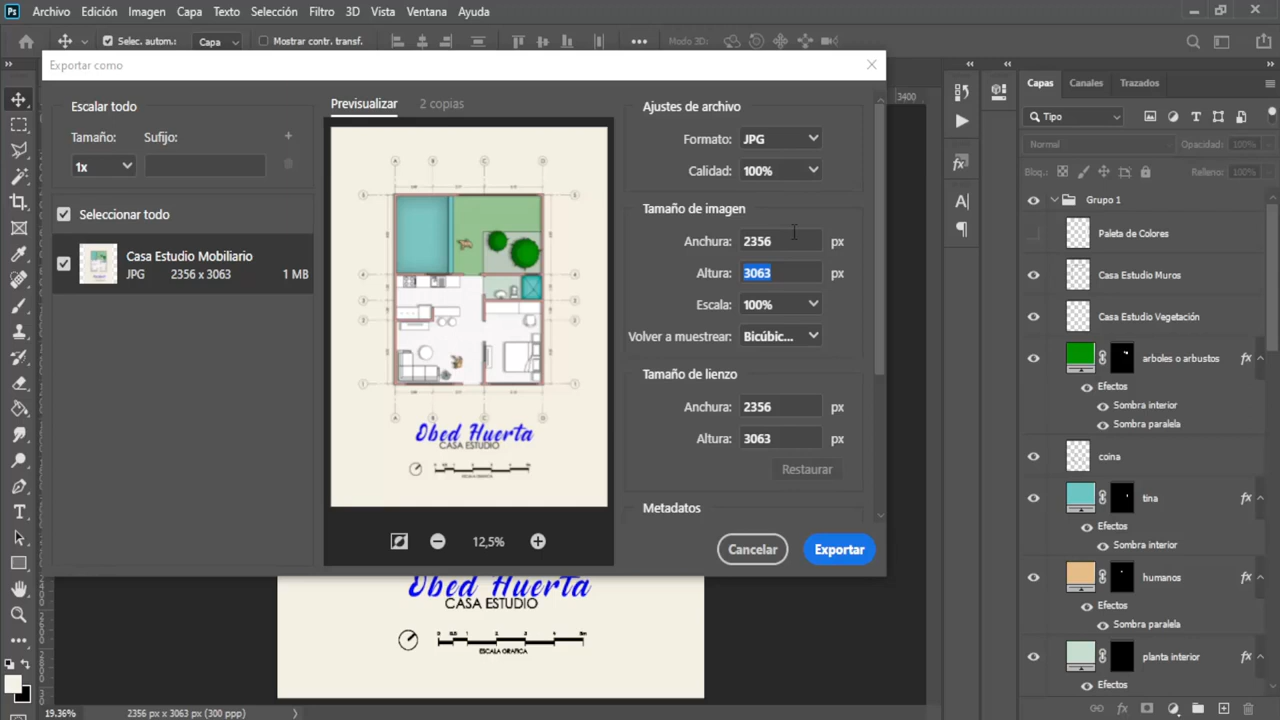 Ps Archivo Edición Imagen Capa Texto Selección Filtro 3D Vista Ventana Ayuda
Selec. autom.: Capa Mostrar contr. transf. Modo 3D:
Exportar como
3400
Escalar todo
Tamaño: Sufijo:
1x
Seleccionar todo
Casa Estudio Mobiliario
JPG 2356 x 3063 1 MB
Previsualizar 2 copias
Obed Huerta
CASA ESTUDIO
ESCALA GRAFICA
12,5%
Ajustes de archivo
Formato: JPG
Calidad: 100%
Tamaño de imagen
Anchura: 2356 px
Altura: 3063 px
Escala: 100%
Volver a muestrear: Bicúbic...
Tamaño de lienzo
Anchura: 2356 px
Altura: 3063 px
Restaurar
Metadatos
Cancelar Exportar
Obed Huerta
CASA ESTUDIO
ESCALA GRAFICA
19.36% 2356 px x 3063 px (300 ppp)
Capas Canales Trazados
Tipo
Normal Opacidad: 100%
Bloq.: Relleno: 100%
Grupo 1
Paleta de Colores
Casa Estudio Muros
Casa Estudio Vegetación
arboles o arbustos fx
Efectos
Sombra interior
Sombra paralela
coina
tina fx
Efectos
Sombra interior
humanos fx
Efectos
Sombra paralela
planta interior fx
Efectos